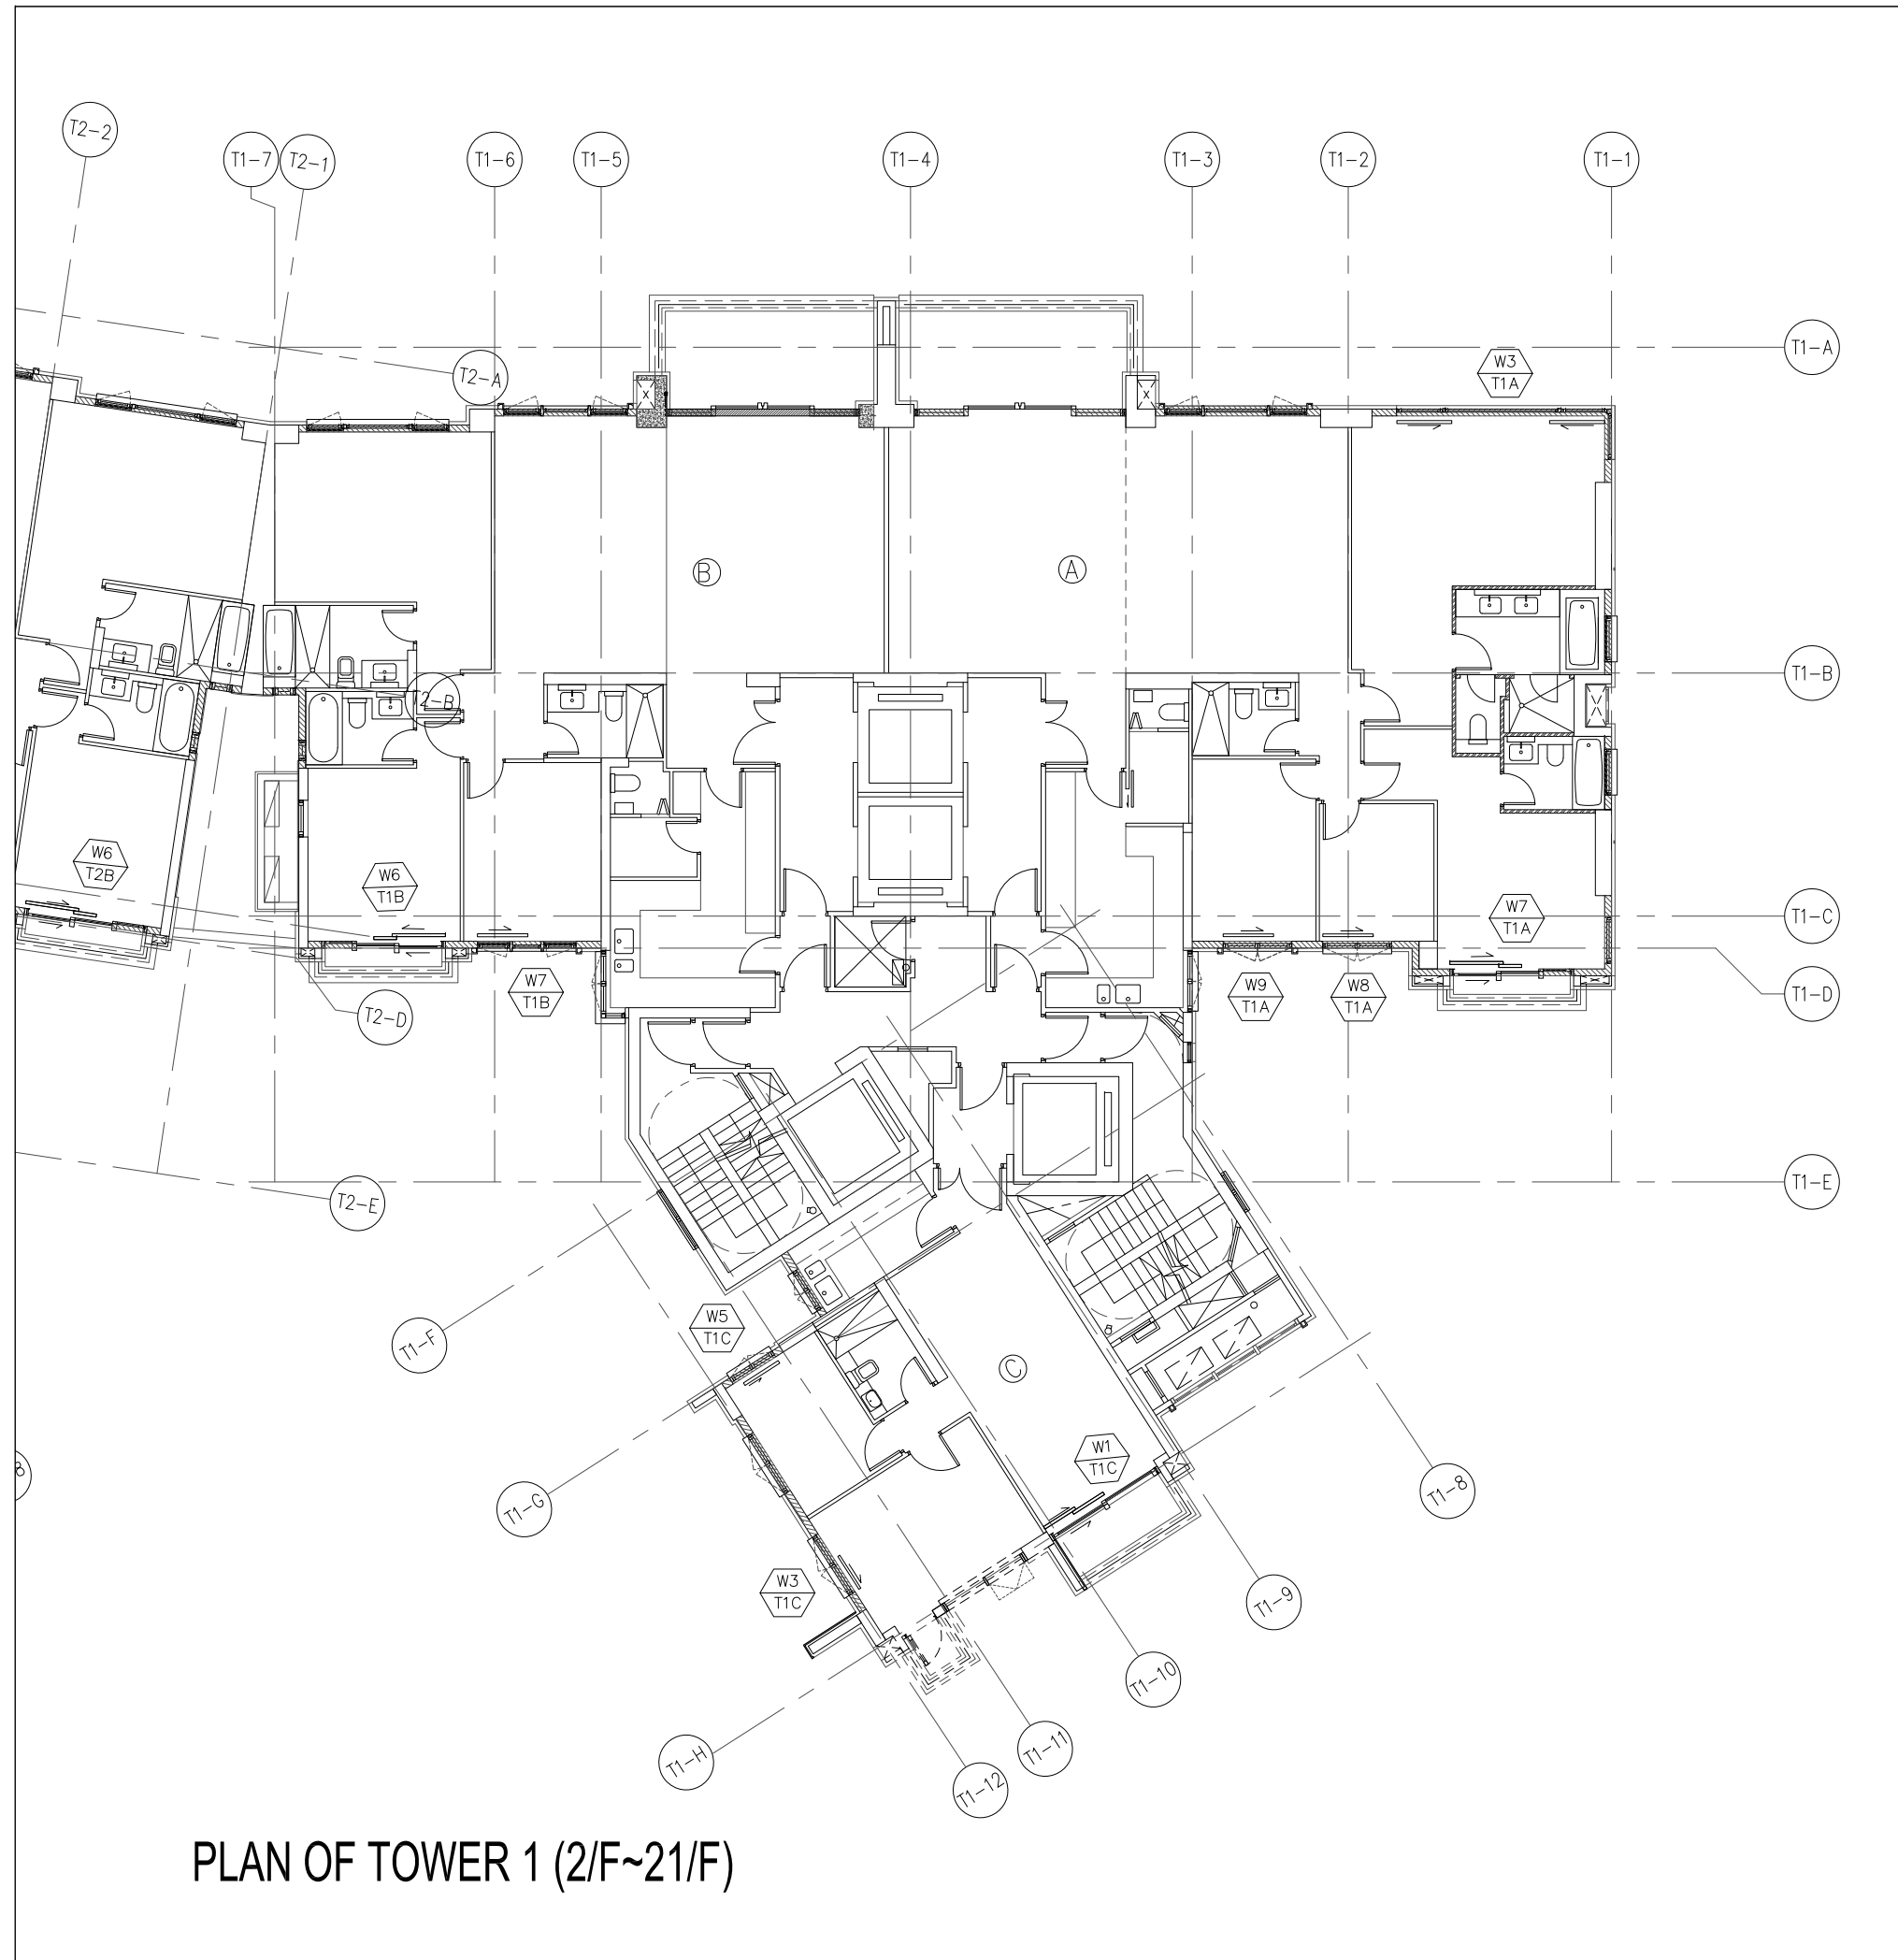 T2-2
T1-7
T2-1
T1-6
T1-5
T1-4
T1-3
T1-2
T1-1
T1-A
W3
T1A
T2-A
X
X
B
A
T1-B
T2-B
W6
T2B
W6
T1B
W7
T1A
T1-C
W7
T1B
W9
T1A
W8
T1A
T1-D
T2-D
T2-E
T1-E
W5
T1C
T1-F
C
W1
T1C
T1-G
T1-8
W3
T1C
T1-9
T1-10
T1-11
T1-H
T1-12
PLAN OF TOWER 1 (2/F~21/F)